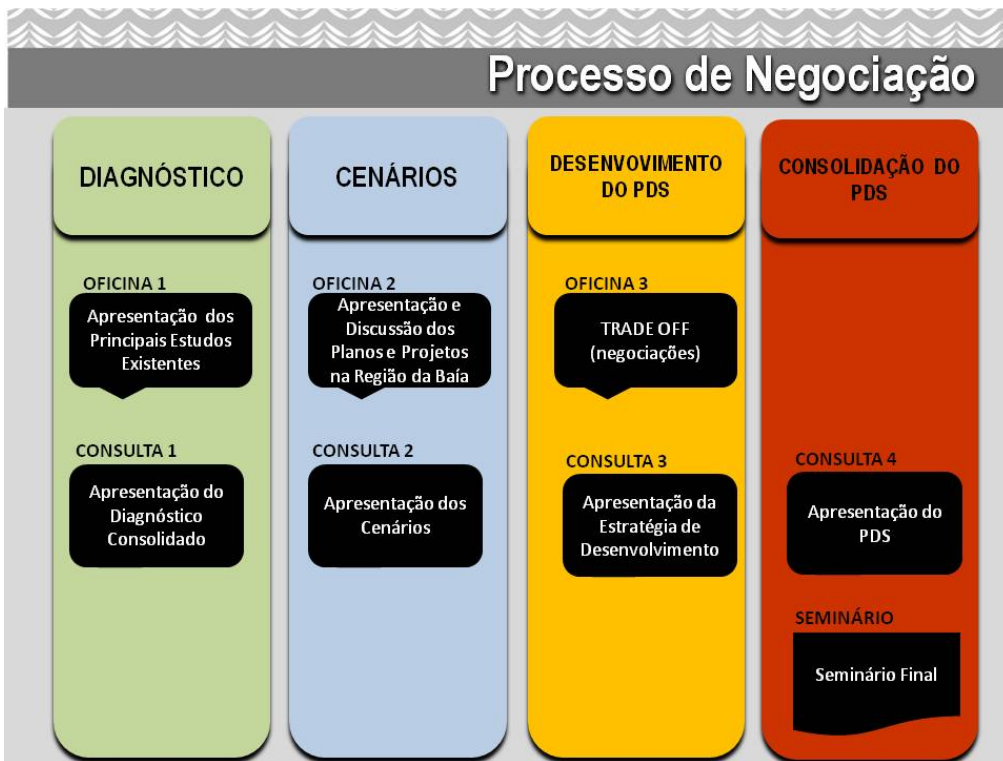 Processo de Negociação
DIAGNÓSTICO
OFICINA 1
Apresentação dos
Principais Estudos
Existentes
CONSULTA 1
Apresentação do
Diagnóstico
Consolidado
CENÁRIOS
OFICINA 2
Apresentação e
Discussão dos
Planos e Projetos
na Região da Baía
CONSULTA 2
Apresentação dos
Cenários
DESENVOVIMENTO
DO PDS
OFICINA 3
TRADE OFF
(negociações)
CONSULTA 3
Apresentação da
Estratégia de
Desenvolvimento
CONSOLIDAÇÃO DO
PDS
CONSULTA 4
Apresentação do
PDS
SEMINÁRIO
Seminário Final